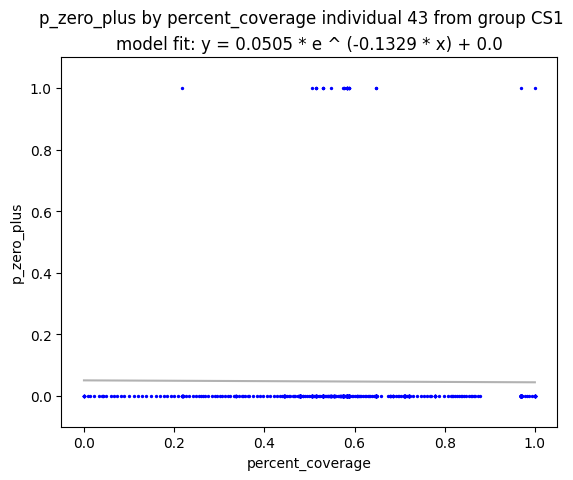 p_zero_plus by percent_coverage individual 43 from group CS1
model fit: y = 0.0505 * e ^ (-0.1329 * x) + 0.0
1.0
0.8
0.6
0.4
0.2
0.0
p_zero_plus
0.0 0.2 0.4 0.6 0.8 1.0
percent_coverage